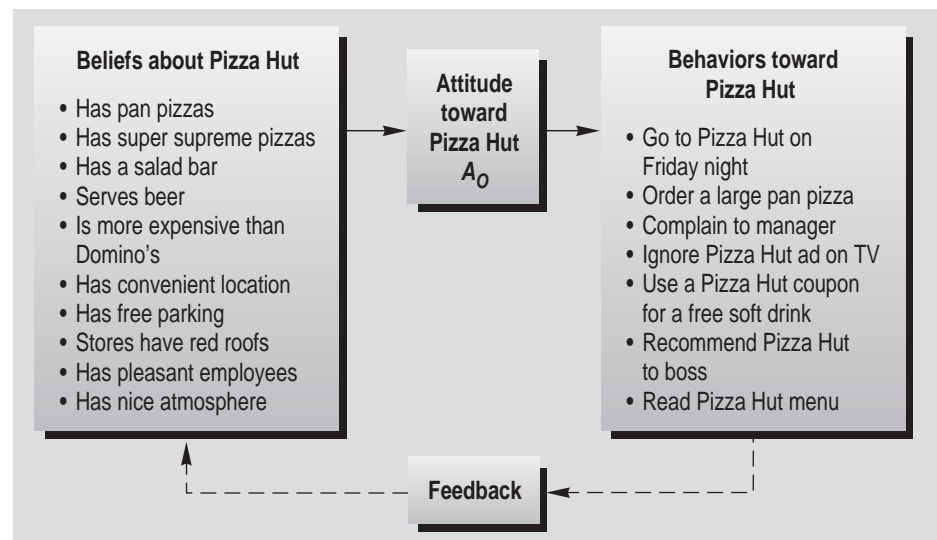 Beliefs about Pizza Hut
• Has pan pizzas
• Has super supreme pizzas
• Has a salad bar
• Serves beer
• Is more expensive than
Domino's
• Has convenient location
• Has free parking
• Stores have red roofs
• Has pleasant employees
• Has nice atmosphere
Attitude
toward
Pizza Hut
A_O
Behaviors toward
Pizza Hut
• Go to Pizza Hut on
Friday night
• Order a large pan pizza
• Complain to manager
• Ignore Pizza Hut ad on TV
• Use a Pizza Hut coupon
for a free soft drink
• Recommend Pizza Hut
to boss
• Read Pizza Hut menu
Feedback